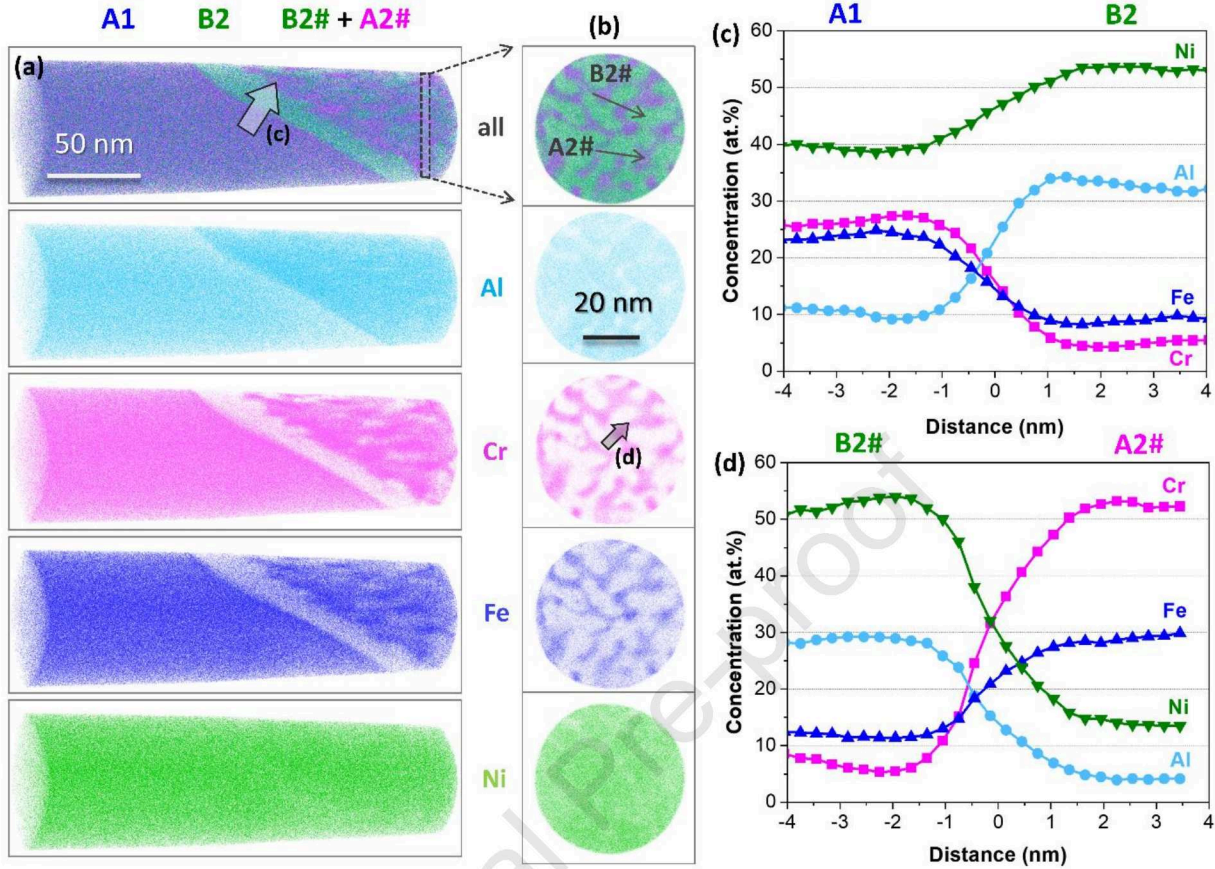 A1 B2 B2# + A2#
(a)
50 nm
(c)
all
Al
Cr
Fe
Ni
(b)
B2#
A2#
20 nm
(d)
(c) A1 B2
Concentration (at.%)
60
50
40
30
20
10
0
Ni
Al
Fe
Cr
-4 -3 -2 -1 0 1 2 3 4
Distance (nm)
(d) B2# A2#
Concentration (at.%)
60
50
40
30
20
10
0
Cr
Fe
Ni
Al
-4 -3 -2 -1 0 1 2 3 4
Distance (nm)
al Pre-proof